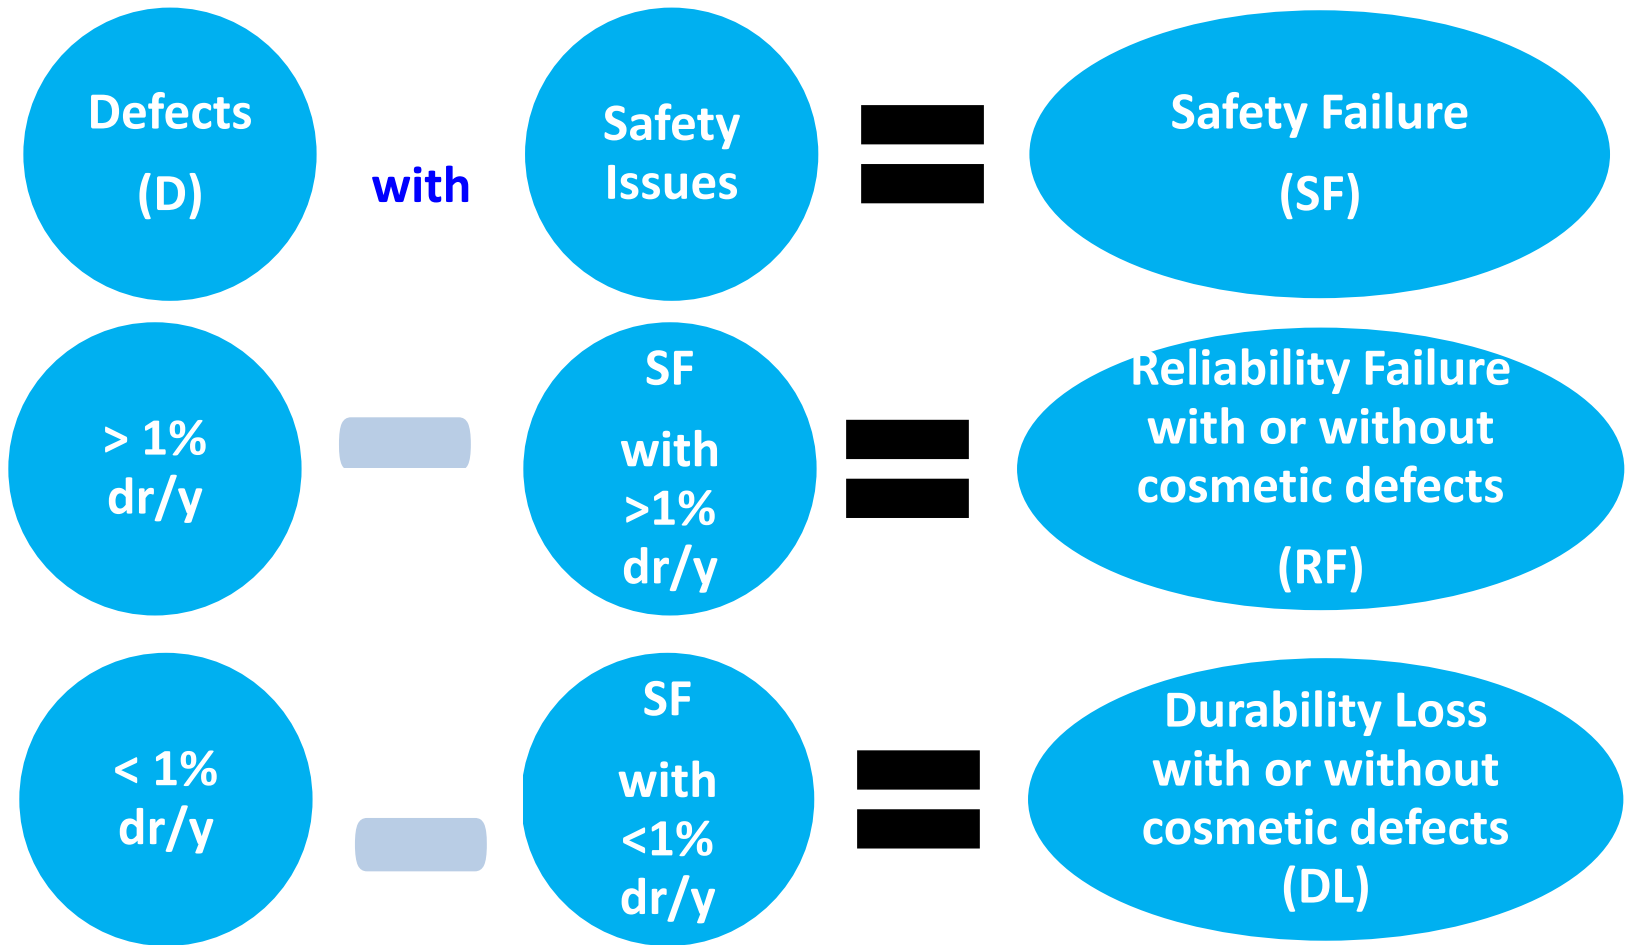 Defects
(D)
with
Safety
Issues
Safety Failure
(SF)
> 1%
dr/y
SF
with
>1%
dr/y
Reliability Failure
with or without
cosmetic defects
(RF)
< 1%
dr/y
SF
with
<1%
dr/y
Durability Loss
with or without
cosmetic defects
(DL)